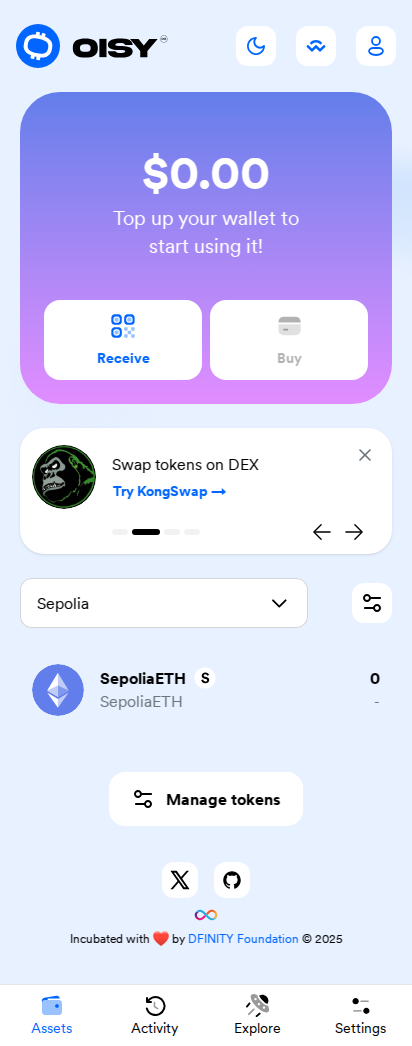 OISY
$0.00
Top up your wallet to
start using it!
Receive
Buy
Swap tokens on DEX
Try KongSwap →
Sepolia
SepoliaETH S
0
SepoliaETH
-
Manage tokens
Incubated with ❤️ by DFINITY Foundation © 2025
Assets
Activity
Explore
Settings